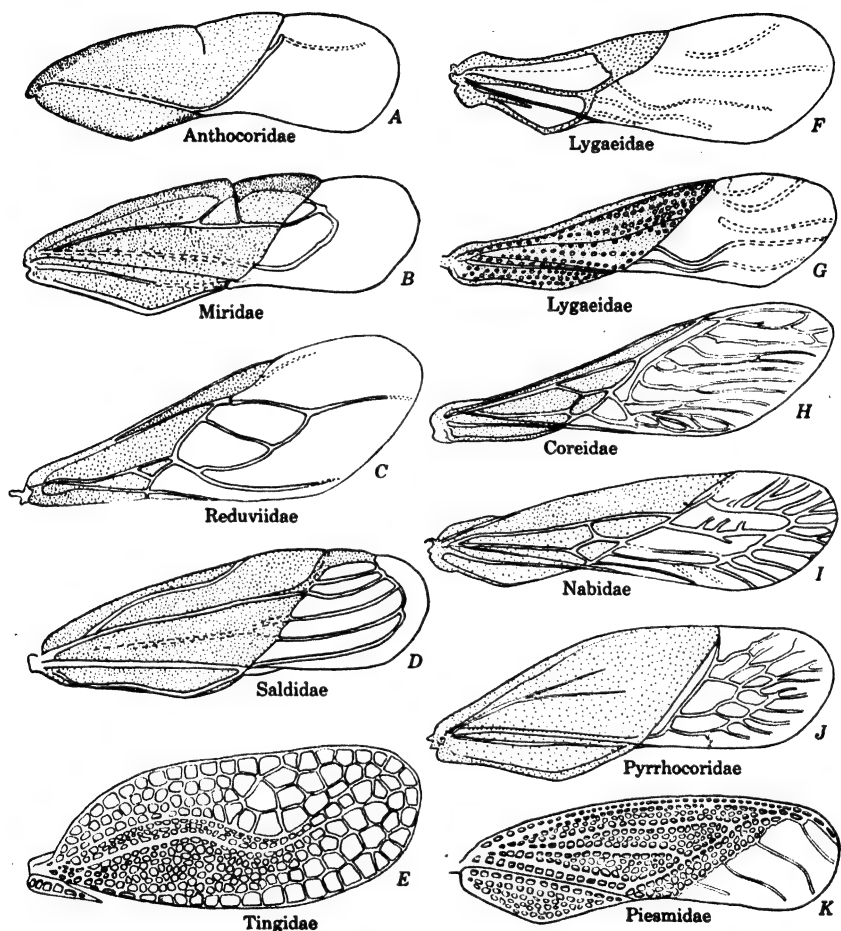 A
Anthocoridae
B
Miridae
C
Reduviidae
D
Saldidae
E
Tingidae
F
Lygaeidae
G
Lygaeidae
H
Coreidae
I
Nabidae
J
Pyrrhocoridae
K
Piesmidae